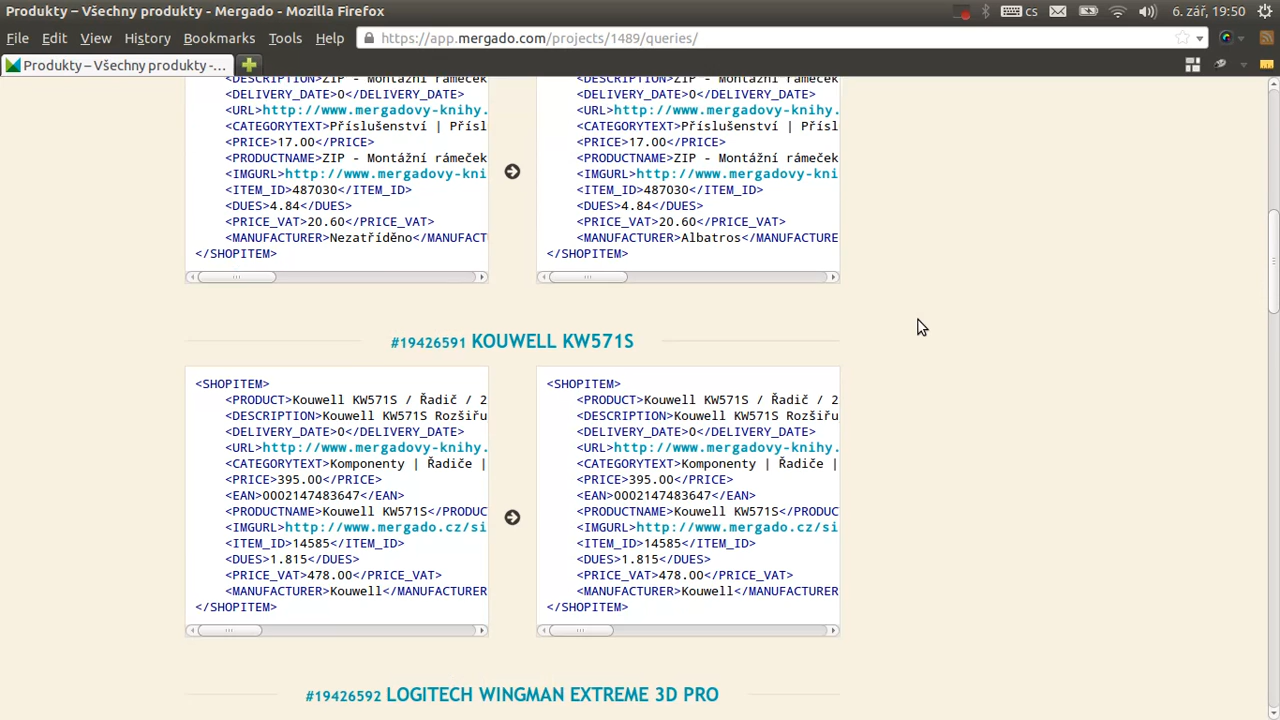 Produkty – Všechny produkty - Mergado - Mozilla Firefox
cs
6. zář, 19:50
File Edit View History Bookmarks Tools Help
https://app.mergado.com/projects/1489/queries/
Produkty – Všechny produkty -...
<DESCRIPTION>ZIP - Montážní rámeček
<DELIVERY_DATE>0</DELIVERY_DATE>
<URL>http://www.mergadovy-knihy.
<CATEGORYTEXT>Příslušenství | Přísl
<PRICE>17.00</PRICE>
<PRODUCTNAME>ZIP - Montážní rámeček
<IMGURL>http://www.mergadovy-kni
<ITEM_ID>487030</ITEM_ID>
<DUES>4.84</DUES>
<PRICE_VAT>20.60</PRICE_VAT>
<MANUFACTURER>Nezatříděno</MANUFACT
</SHOPITEM>
<DESCRIPTION>ZIP - Montážní rámeček
<DELIVERY_DATE>0</DELIVERY_DATE>
<URL>http://www.mergadovy-knihy.
<CATEGORYTEXT>Příslušenství | Přísl
<PRICE>17.00</PRICE>
<PRODUCTNAME>ZIP - Montážní rámeček
<IMGURL>http://www.mergadovy-kni
<ITEM_ID>487030</ITEM_ID>
<DUES>4.84</DUES>
<PRICE_VAT>20.60</PRICE_VAT>
<MANUFACTURER>Albatros</MANUFACTURE
</SHOPITEM>
#19426591 KOUWELL KW571S
<SHOPITEM>
<PRODUCT>Kouwell KW571S / Řadič / 2
<DESCRIPTION>Kouwell KW571S Rozšiřu
<DELIVERY_DATE>0</DELIVERY_DATE>
<URL>http://www.mergadovy-knihy.
<CATEGORYTEXT>Komponenty | Řadiče |
<PRICE>395.00</PRICE>
<EAN>0002147483647</EAN>
<PRODUCTNAME>Kouwell KW571S</PRODUC
<IMGURL>http://www.mergado.cz/si
<ITEM_ID>14585</ITEM_ID>
<DUES>1.815</DUES>
<PRICE_VAT>478.00</PRICE_VAT>
<MANUFACTURER>Kouwell</MANUFACTURER
</SHOPITEM>
<SHOPITEM>
<PRODUCT>Kouwell KW571S / Řadič / 2
<DESCRIPTION>Kouwell KW571S Rozšiřu
<DELIVERY_DATE>0</DELIVERY_DATE>
<URL>http://www.mergadovy-knihy.
<CATEGORYTEXT>Komponenty | Řadiče |
<PRICE>395.00</PRICE>
<EAN>0002147483647</EAN>
<PRODUCTNAME>Kouwell KW571S</PRODUC
<IMGURL>http://www.mergado.cz/si
<ITEM_ID>14585</ITEM_ID>
<DUES>1.815</DUES>
<PRICE_VAT>478.00</PRICE_VAT>
<MANUFACTURER>Kouwell</MANUFACTURER
</SHOPITEM>
#19426592 LOGITECH WINGMAN EXTREME 3D PRO